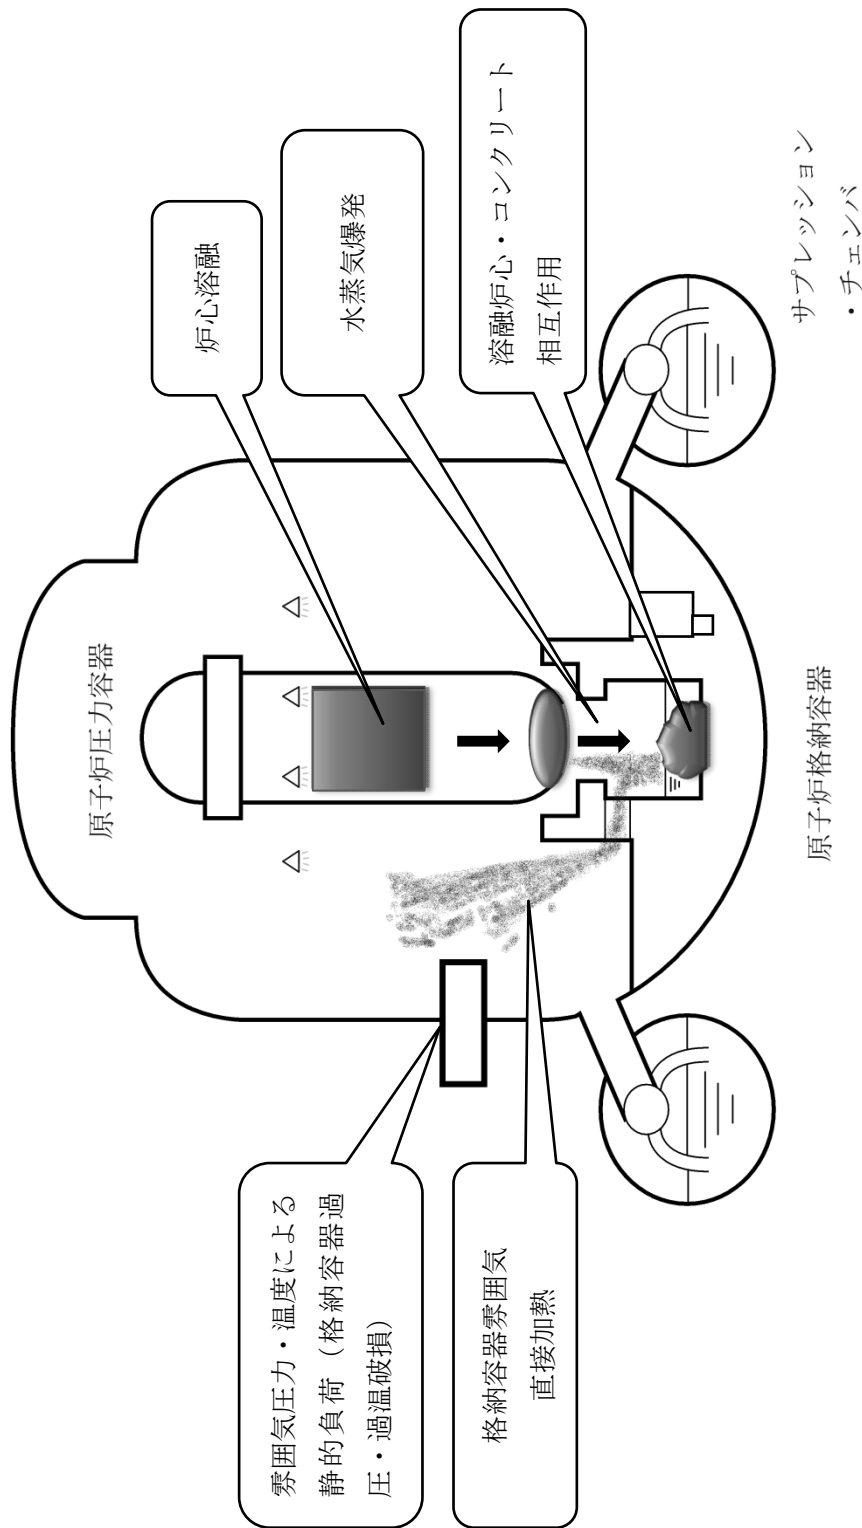 雰囲気圧力・温度による
静的負荷（格納容器過
圧・過温破損）
格納容器雰囲気
直接加熱
原子炉圧力容器
炉心溶融
水蒸気爆発
溶融炉心・コンクリート
相互作用
原子炉格納容器
サプレッション
・チェンバ